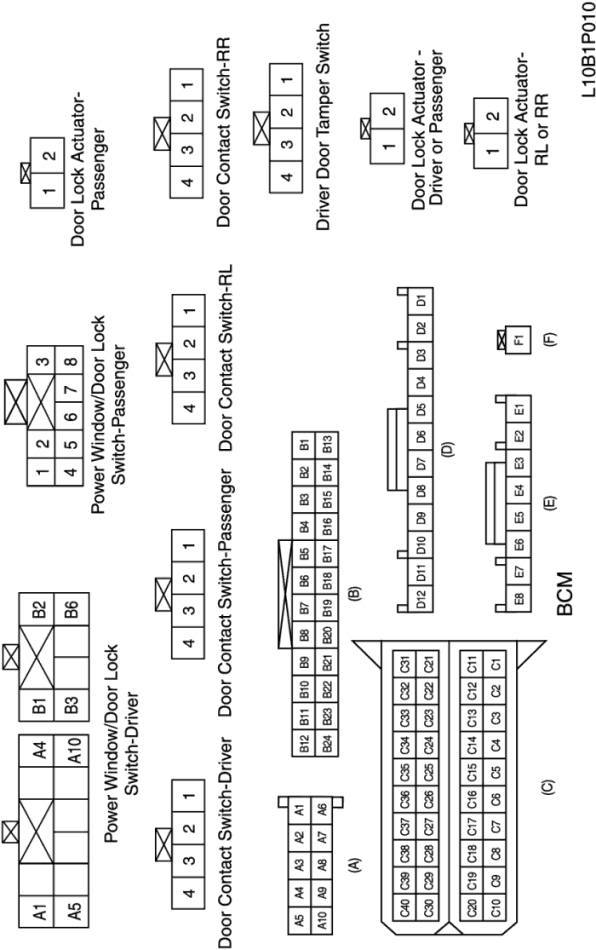 A1 A4 B1 B2
A5 A10 B3 B6
Power Window/Door Lock
Switch-Driver
1 2 3
4 5 6 7 8
Power Window/Door Lock
Switch-Passenger
1 2
Door Lock Actuator-
Passenger
4 3 2 1
Door Contact Switch-Driver
4 3 2 1
Door Contact Switch-Passenger
4 3 2 1
Door Contact Switch-RL
4 3 2 1
Door Contact Switch-RR
A5 A4 A3 A2 A1
A10 A9 A8 A7 A6
(A)
B12 B11 B10 B9 B8 B7 B6 B5 B4 B3 B2 B1
B24 B23 B22 B21 B20 B19 B18 B17 B16 B15 B14 B13
(B)
4 3 2 1
Driver Door Tamper Switch
C40 C39 C38 C37 C36 C35 C34 C33 C32 C31
C30 C29 C28 C27 C26 C25 C24 C23 C22 C21
C20 C19 C18 C17 C16 C15 C14 C13 C12 C11
C10 C9 C8 C7 C6 C5 C4 C3 C2 C1
(C)
D12 D11 D10 D9 D8 D7 D6 D5 D4 D3 D2 D1
(D)
1 2
Door Lock Actuator -
Driver or Passenger
E8 E7 E6 E5 E4 E3 E2 E1
(E)
F1
(F)
1 2
Door Lock Actuator-
RL or RR
BCM
L10B1P010